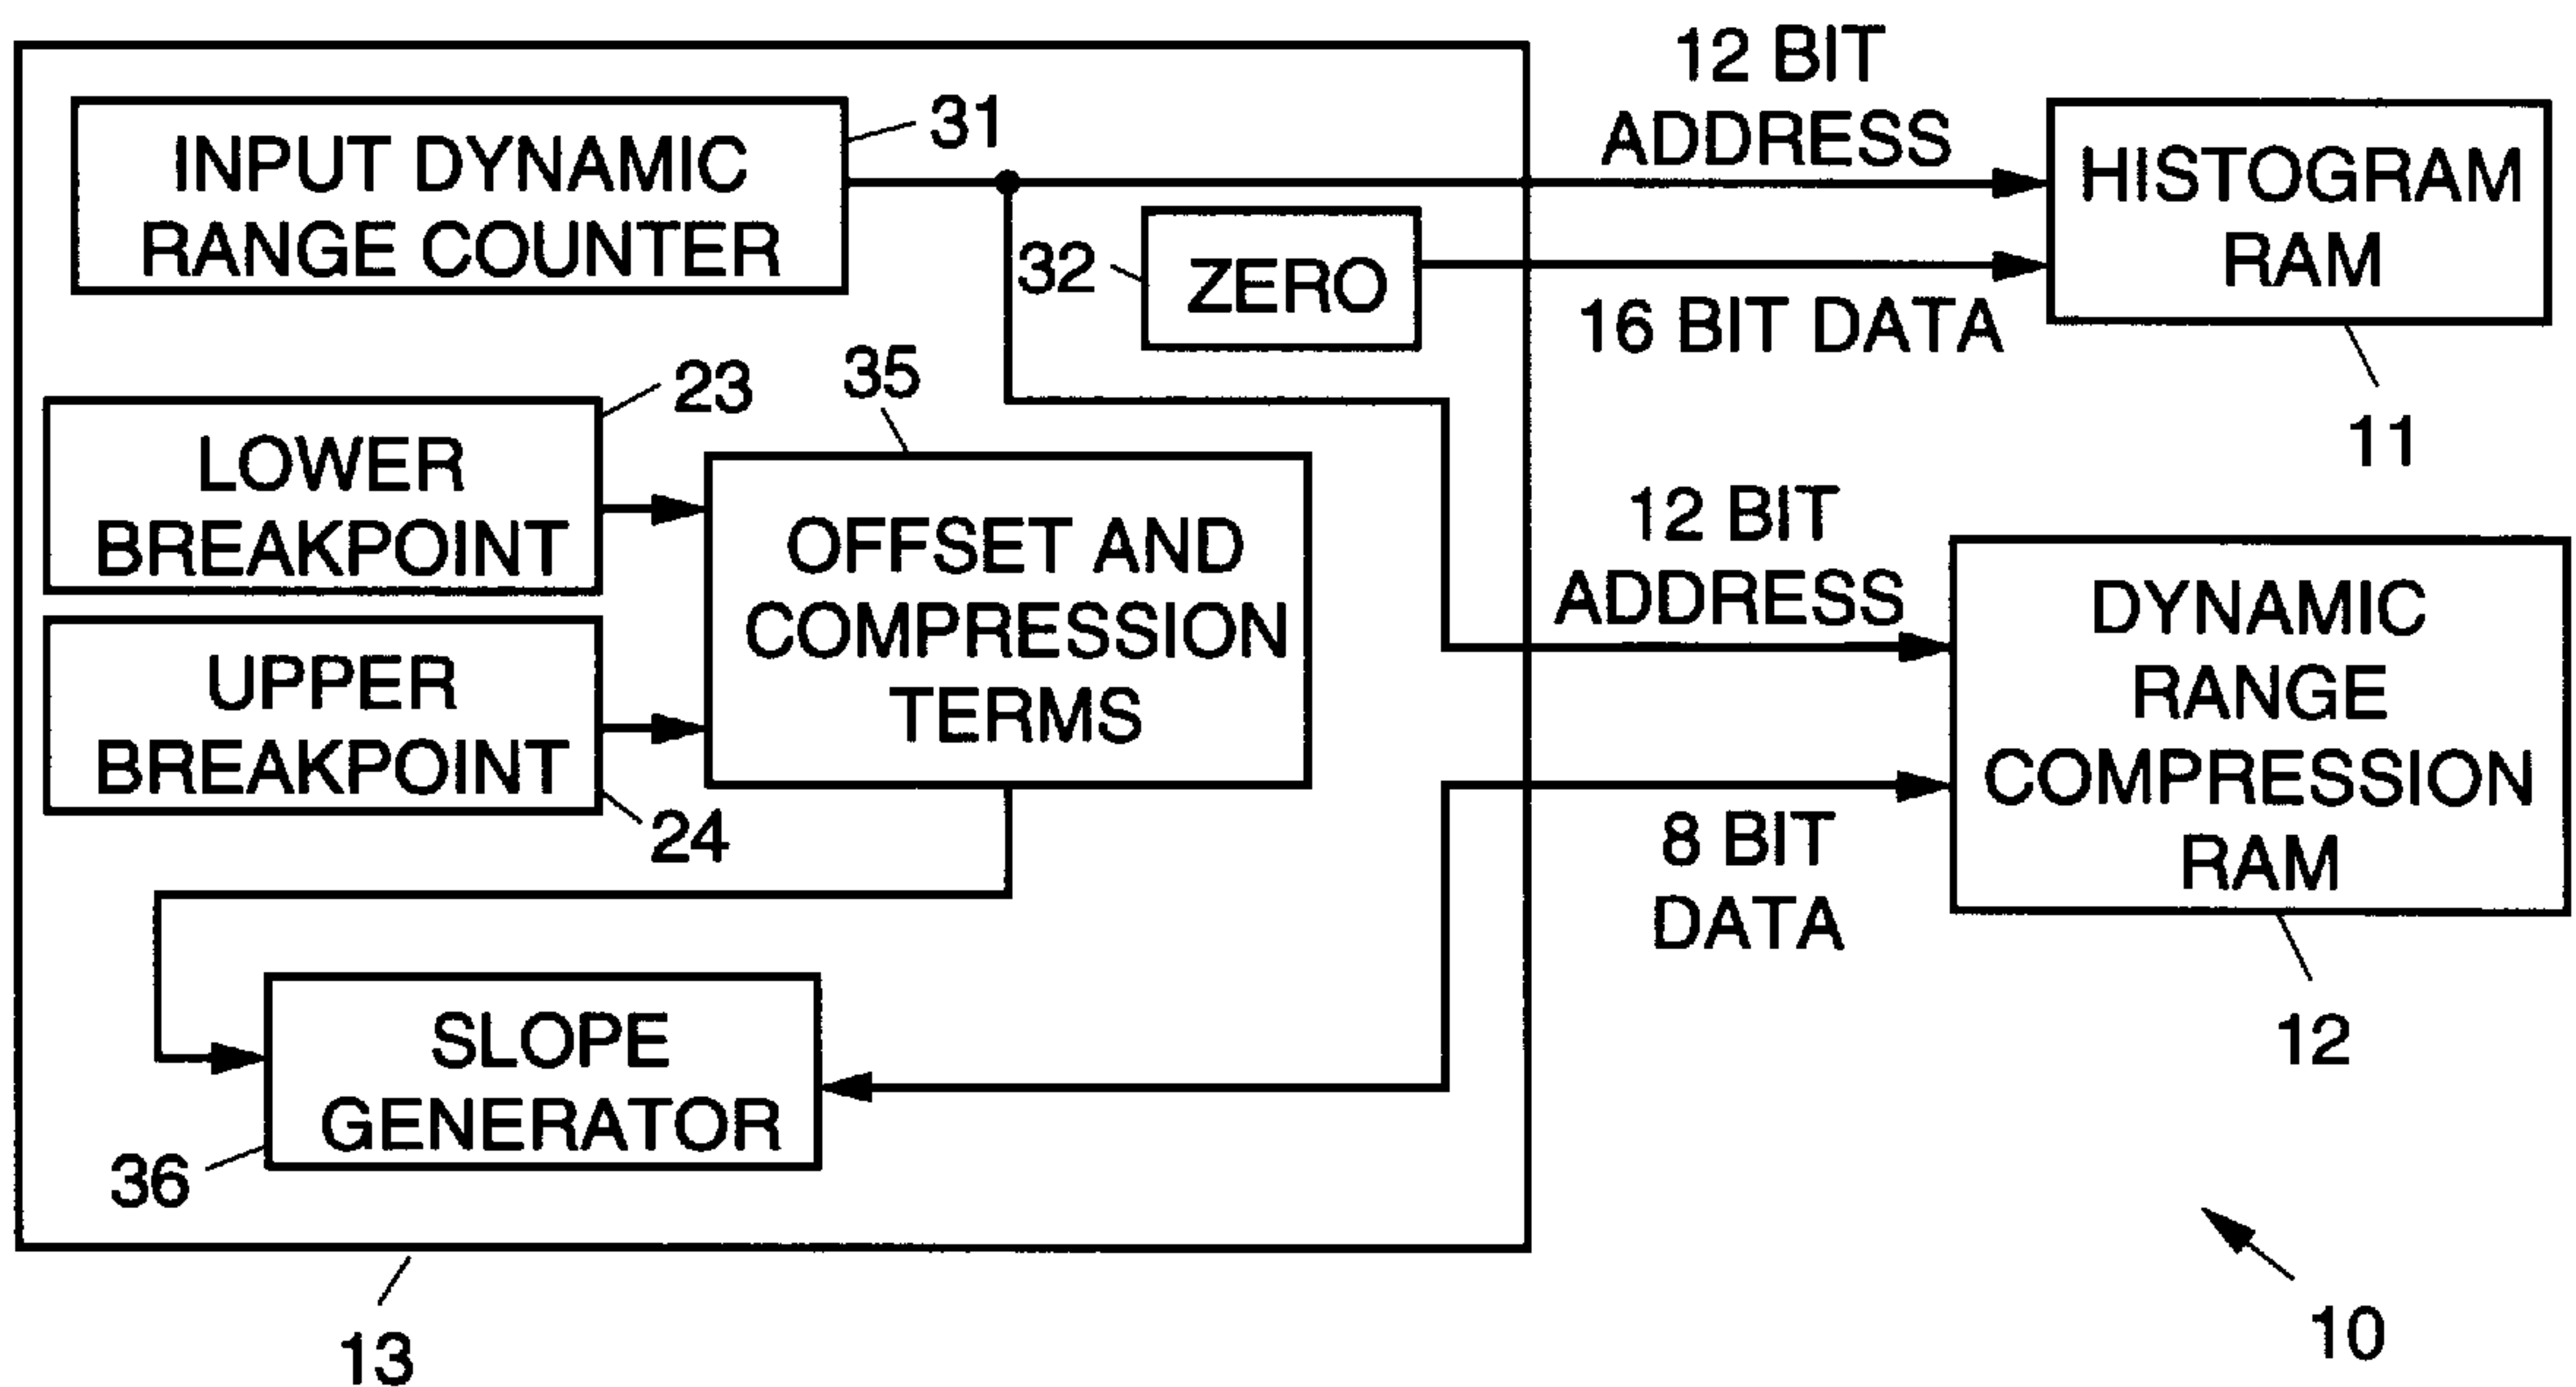 12 BIT
ADDRESS
INPUT DYNAMIC
RANGE COUNTER
31
HISTOGRAM
RAM
32
ZERO
16 BIT DATA
11
LOWER
BREAKPOINT
23
35
OFFSET AND
COMPRESSION
TERMS
UPPER
BREAKPOINT
24
12 BIT
ADDRESS
DYNAMIC
RANGE
COMPRESSION
RAM
8 BIT
DATA
12
SLOPE
GENERATOR
36
13
10